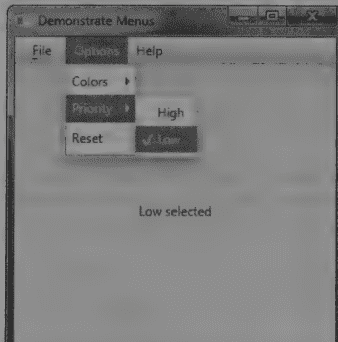 Demonstrate Menus
File Options Help
Colors
Priority
High
Reset
Low
Low selected